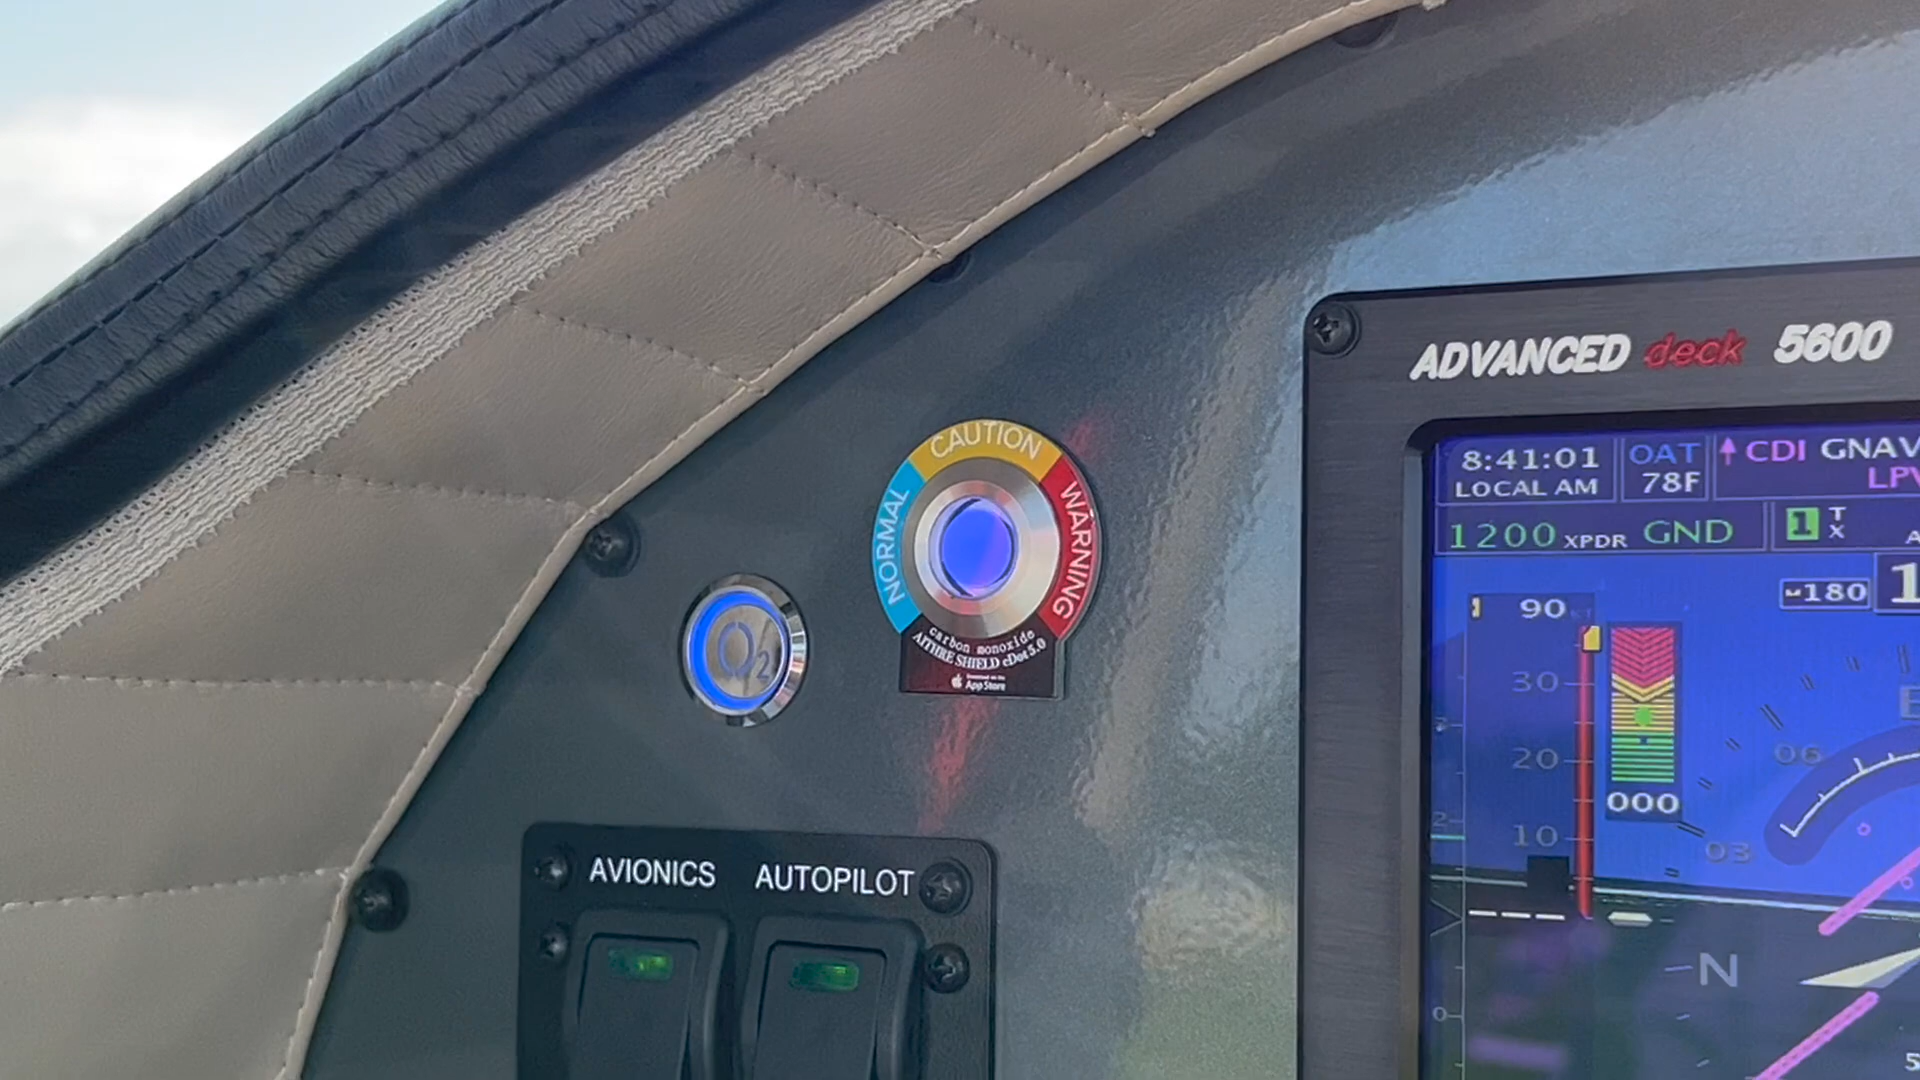 ADVANCED deck 5600
CAUTION
NORMAL
WARNING
carbon monoxide
AITHRE SHIELD eDot 5.0
Download on the
App Store
O2
AVIONICS
AUTOPILOT
8:41:01
LOCAL AM
OAT
78F
CDI GNAV
1200 XPDR GND
1
T
X
180
90
30
20
10
000
06
03
N
2
0